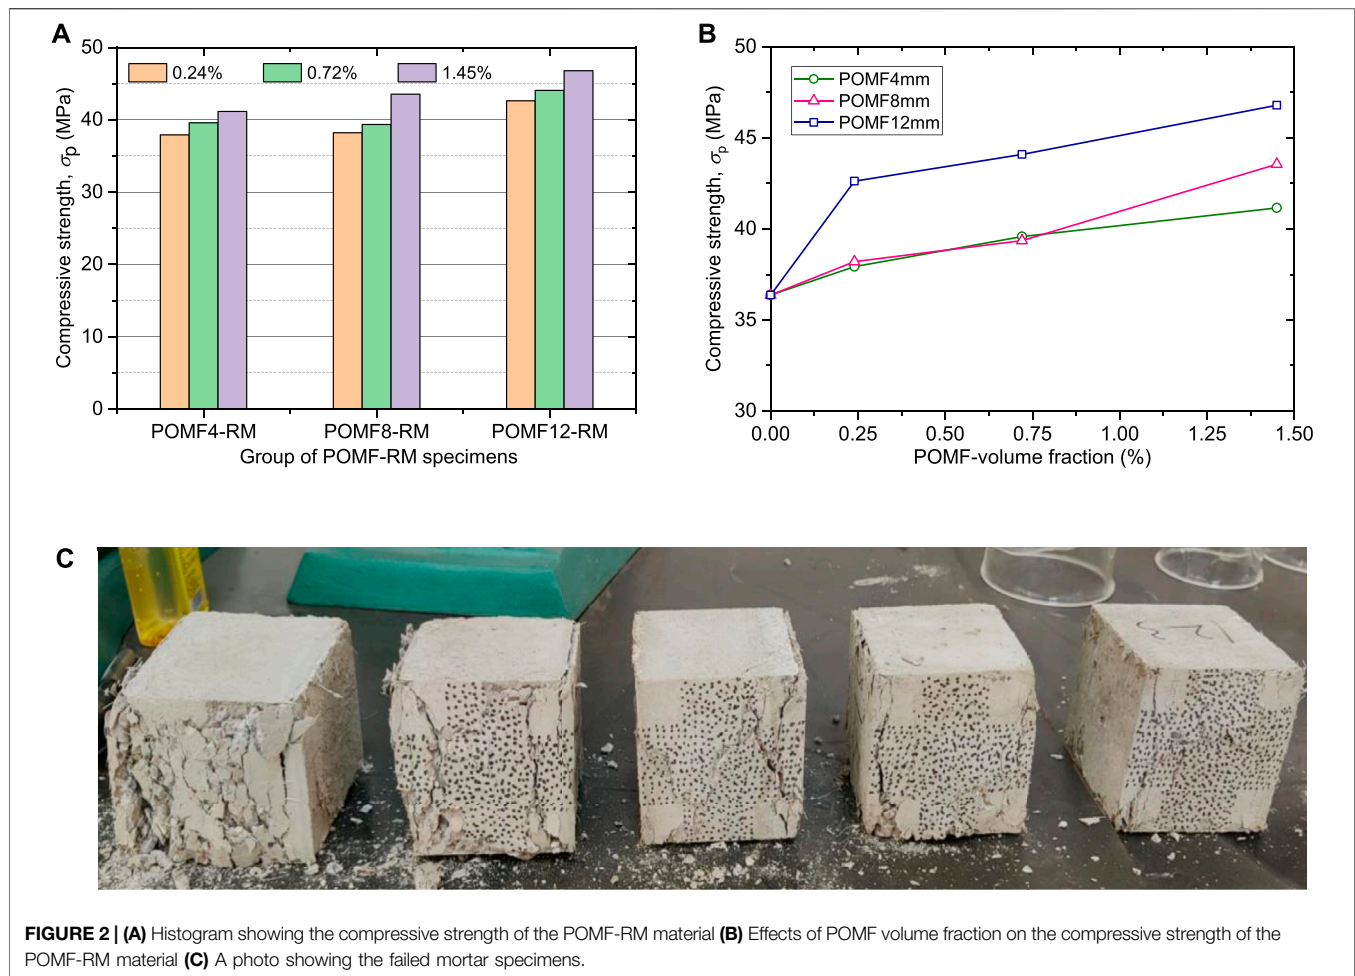 A
50
40
30
20
10
0
Compressive strength, σp (MPa)
0.24% 0.72% 1.45%
POMF4-RM POMF8-RM POMF12-RM
Group of POMF-RM specimens
B
50
45
40
35
30
Compressive strength, σp (MPa)
POMF4mm
POMF8mm
POMF12mm
0.00 0.25 0.50 0.75 1.00 1.25 1.50
POMF-volume fraction (%)
C
FIGURE 2 | (A) Histogram showing the compressive strength of the POMF-RM material (B) Effects of POMF volume fraction on the compressive strength of the
POMF-RM material (C) A photo showing the failed mortar specimens.